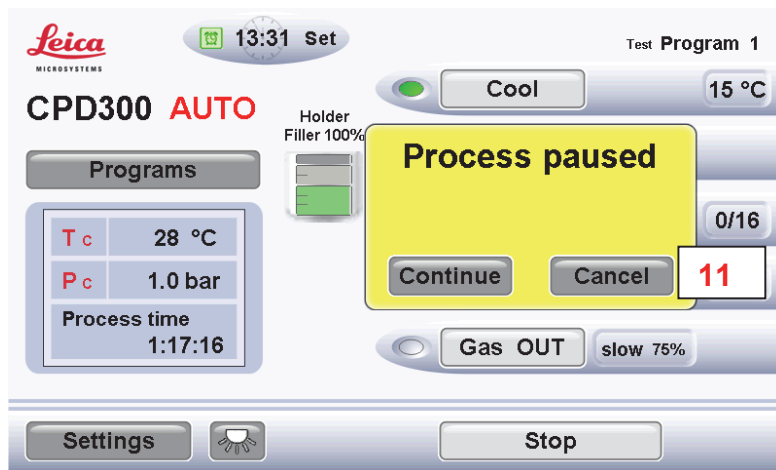 Leica
MICROSYSTEMS
13:31 Set
Test Program 1
CPD300 AUTO
Holder
Filler 100%
Cool
15 °C
Programs
Process paused
0/16
Tc 28 °C
Pc 1.0 bar
Continue
Cancel
11
Process time
1:17:16
Gas OUT
slow 75%
Settings
Stop